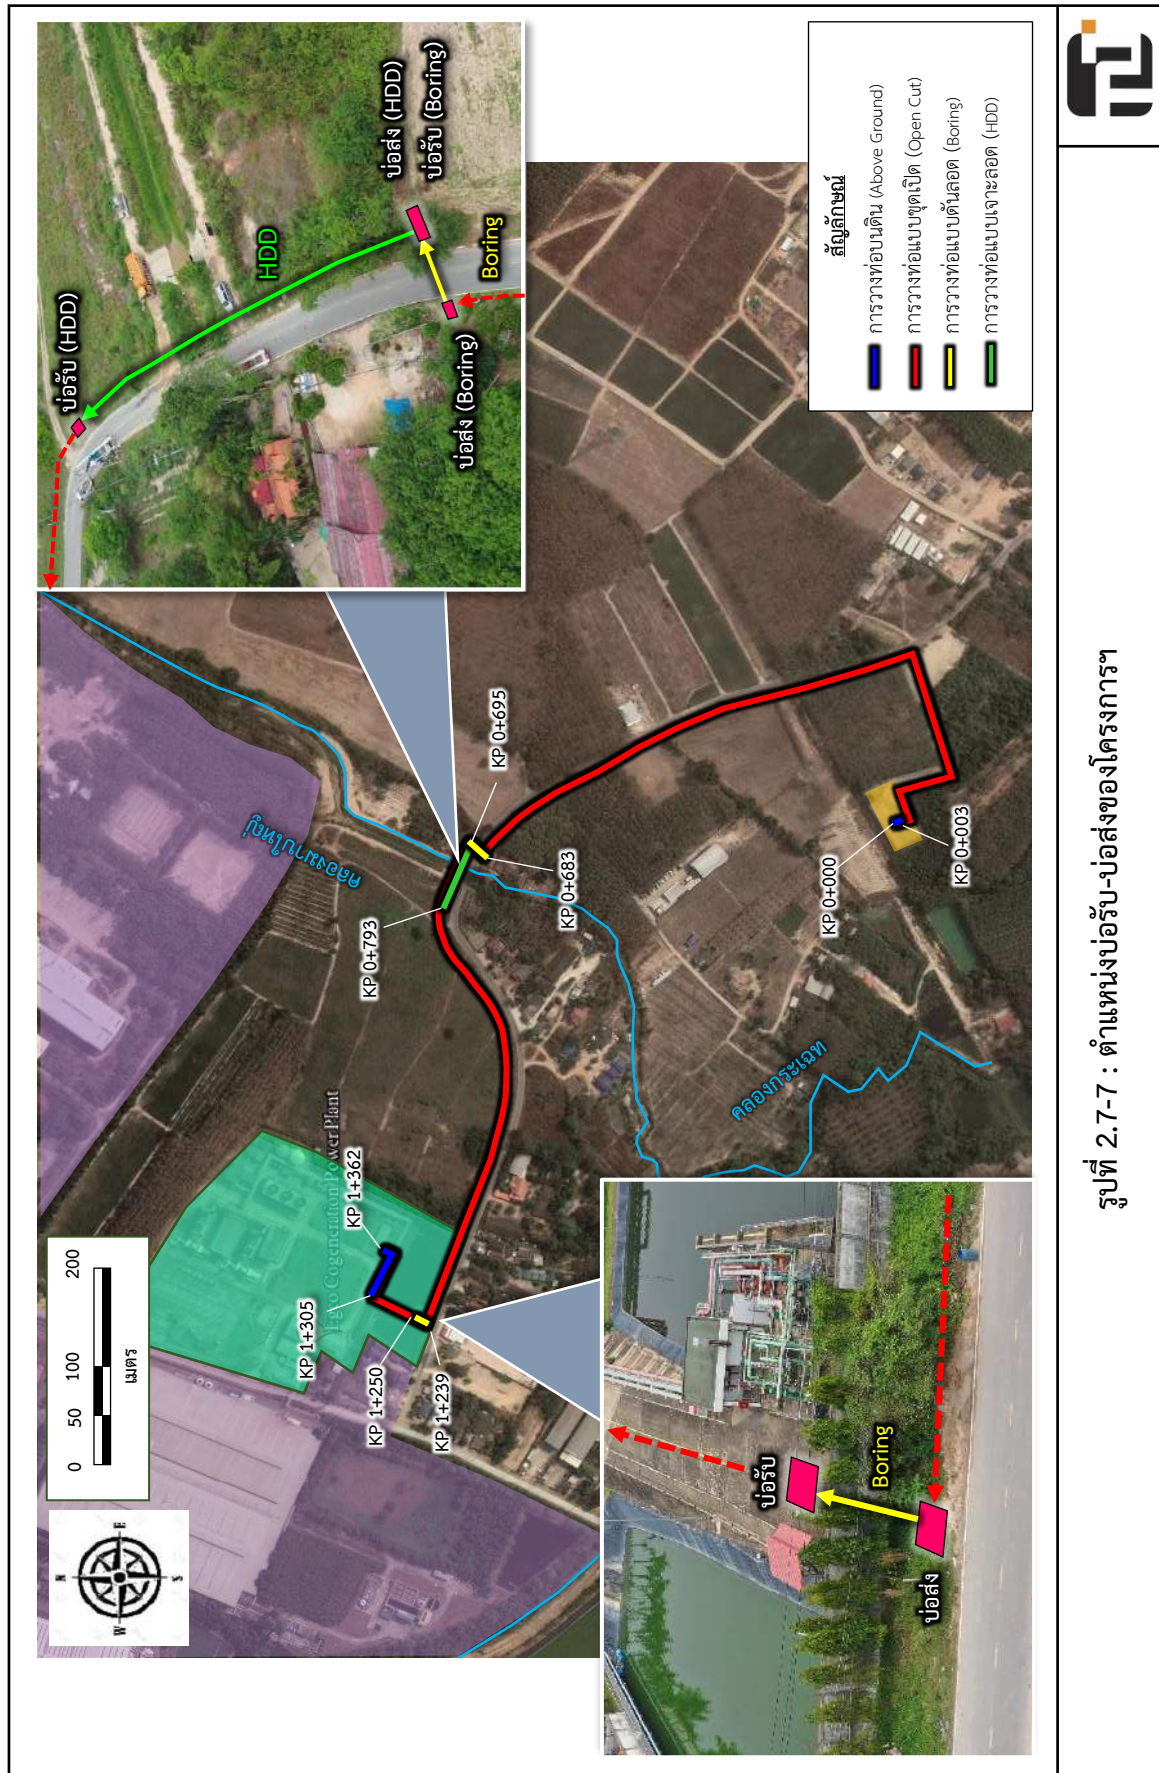 N
W
E
S
0
50
100
200
เมตร
KP 1+305
KP 1+362
KP 1+250
KP 1+239
Egco Cogeneration Power Plant
คลองมาบใหญ่
KP 0+793
KP 0+695
KP 0+683
KP 0+000
KP 0+003
คลองกระเฉท
บ่อรับ (HDD)
HDD
บ่อส่ง (HDD)
บ่อรับ (Boring)
บ่อส่ง (Boring)
Boring
บ่อรับ
Boring
บ่อส่ง
สัญลักษณ์
การวางท่อบนดิน (Above Ground)
การวางท่อแบบขุดเปิด (Open Cut)
การวางท่อแบบดันลอด (Boring)
การวางท่อแบบเจาะลอด (HDD)
รูปที่ 2.7-7 : ตำแหน่งบ่อรับ-บ่อส่งของโครงการฯ